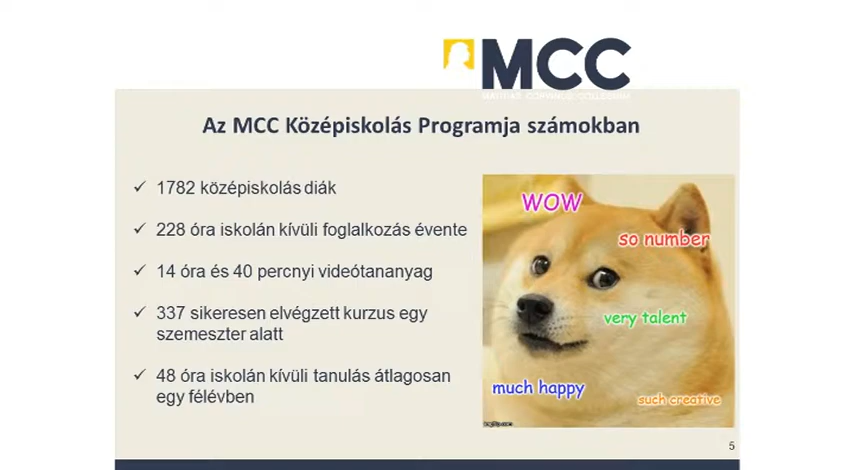 MCC
Az MCC Középiskolás Programja számokban
✓ 1782 középiskolás diák
✓ 228 óra iskolán kívüli foglalkozás évente
✓ 14 óra és 40 percnyi videótananyag
✓ 337 sikeresen elvégzett kurzus egy
szemeszter alatt
✓ 48 óra iskolán kívüli tanulás átlagosan
egy félévben
WOW
so number
very talent
much happy
such creative
imgflip.com
5